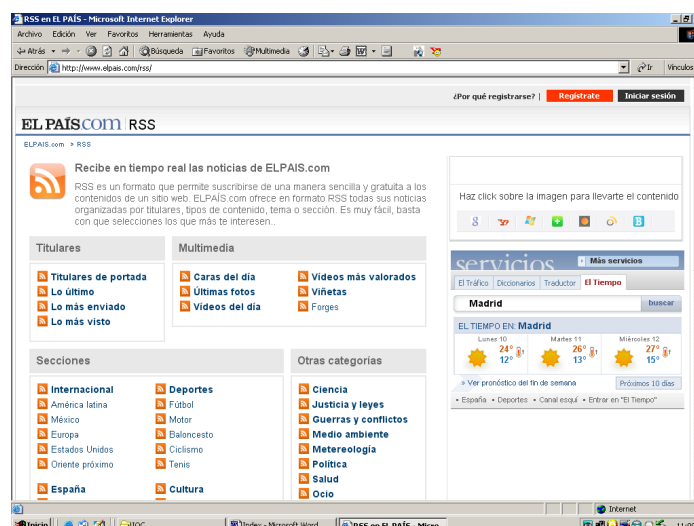 RSS en EL PAÍS - Microsoft Internet Explorer
Archivo Edición Ver Favoritos Herramientas Ayuda
Atrás Búsqueda Favoritos Multimedia
Dirección http://www.elpais.com/rss/ Ir Vínculos
¿Por qué registrarse? | Regístrate Iniciar sesión
EL PAÍS.COM RSS
ELPAIS.com > RSS
Recibe en tiempo real las noticias de ELPAIS.com
RSS es un formato que permite suscribirse de una manera sencilla y gratuita a los
contenidos de un sitio web. ELPAÍS.com ofrece en formato RSS todas sus noticias
organizadas por titulares, tipos de contenido, tema o sección. Es muy fácil, basta
con que selecciones los que más te interesen..
Haz click sobre la imagen para llevarte el contenido
Titulares
Titulares de portada
Lo último
Lo más enviado
Lo más visto
Multimedia
Caras del día
Últimas fotos
Vídeos del día
Vídeos más valorados
Viñetas
Forges
servicios Más servicios
El Tráfico Diccionarios Traductor El Tiempo
Madrid buscar
EL TIEMPO EN: Madrid
Lunes 10 Martes 11 Miércoles 12
24° 26° 27°
12° 13° 15°
» Ver pronóstico del fin de semana Próximos 10 días
• España • Deportes • Canal esquí • Entrar en "El Tiempo"
Secciones
Internacional
América latina
México
Europa
Estados Unidos
Oriente próximo
España
Deportes
Fútbol
Motor
Baloncesto
Ciclismo
Tenis
Cultura
Otras categorias
Ciencia
Justicia y leyes
Guerras y conflictos
Medio ambiente
Metereología
Política
Salud
Ocio
Internet
Inicio UOC Index - Microsoft Word RSS en EL PAÍS - Micro...